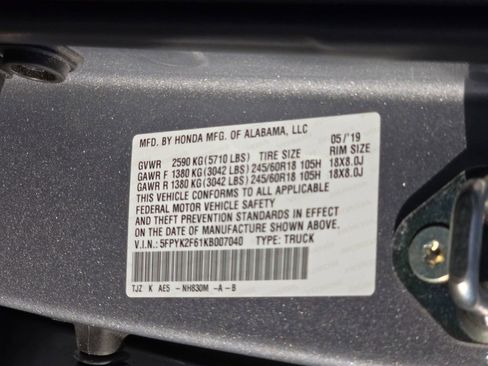 MFD. BY HONDA MFG. OF ALABAMA, LLC 05/'19
GVWR 2590 KG (5710 LBS) TIRE SIZE RIM SIZE
GAWR F 1380 KG (3042 LBS) 245/60R18 105H 18X8.0J
GAWR R 1380 KG (3042 LBS) 245/60R18 105H 18X8.0J
THIS VEHICLE CONFORMS TO ALL APPLICABLE
FEDERAL MOTOR VEHICLE SAFETY
AND THEFT PREVENTION STANDARDS IN EFFECT
ON THE DATE OF MANUFACTURE SHOWN ABOVE.
V.I.N.: 5FPYK2F61KB007040 TYPE: TRUCK
TJZ K AE5 -NH830M -A-B